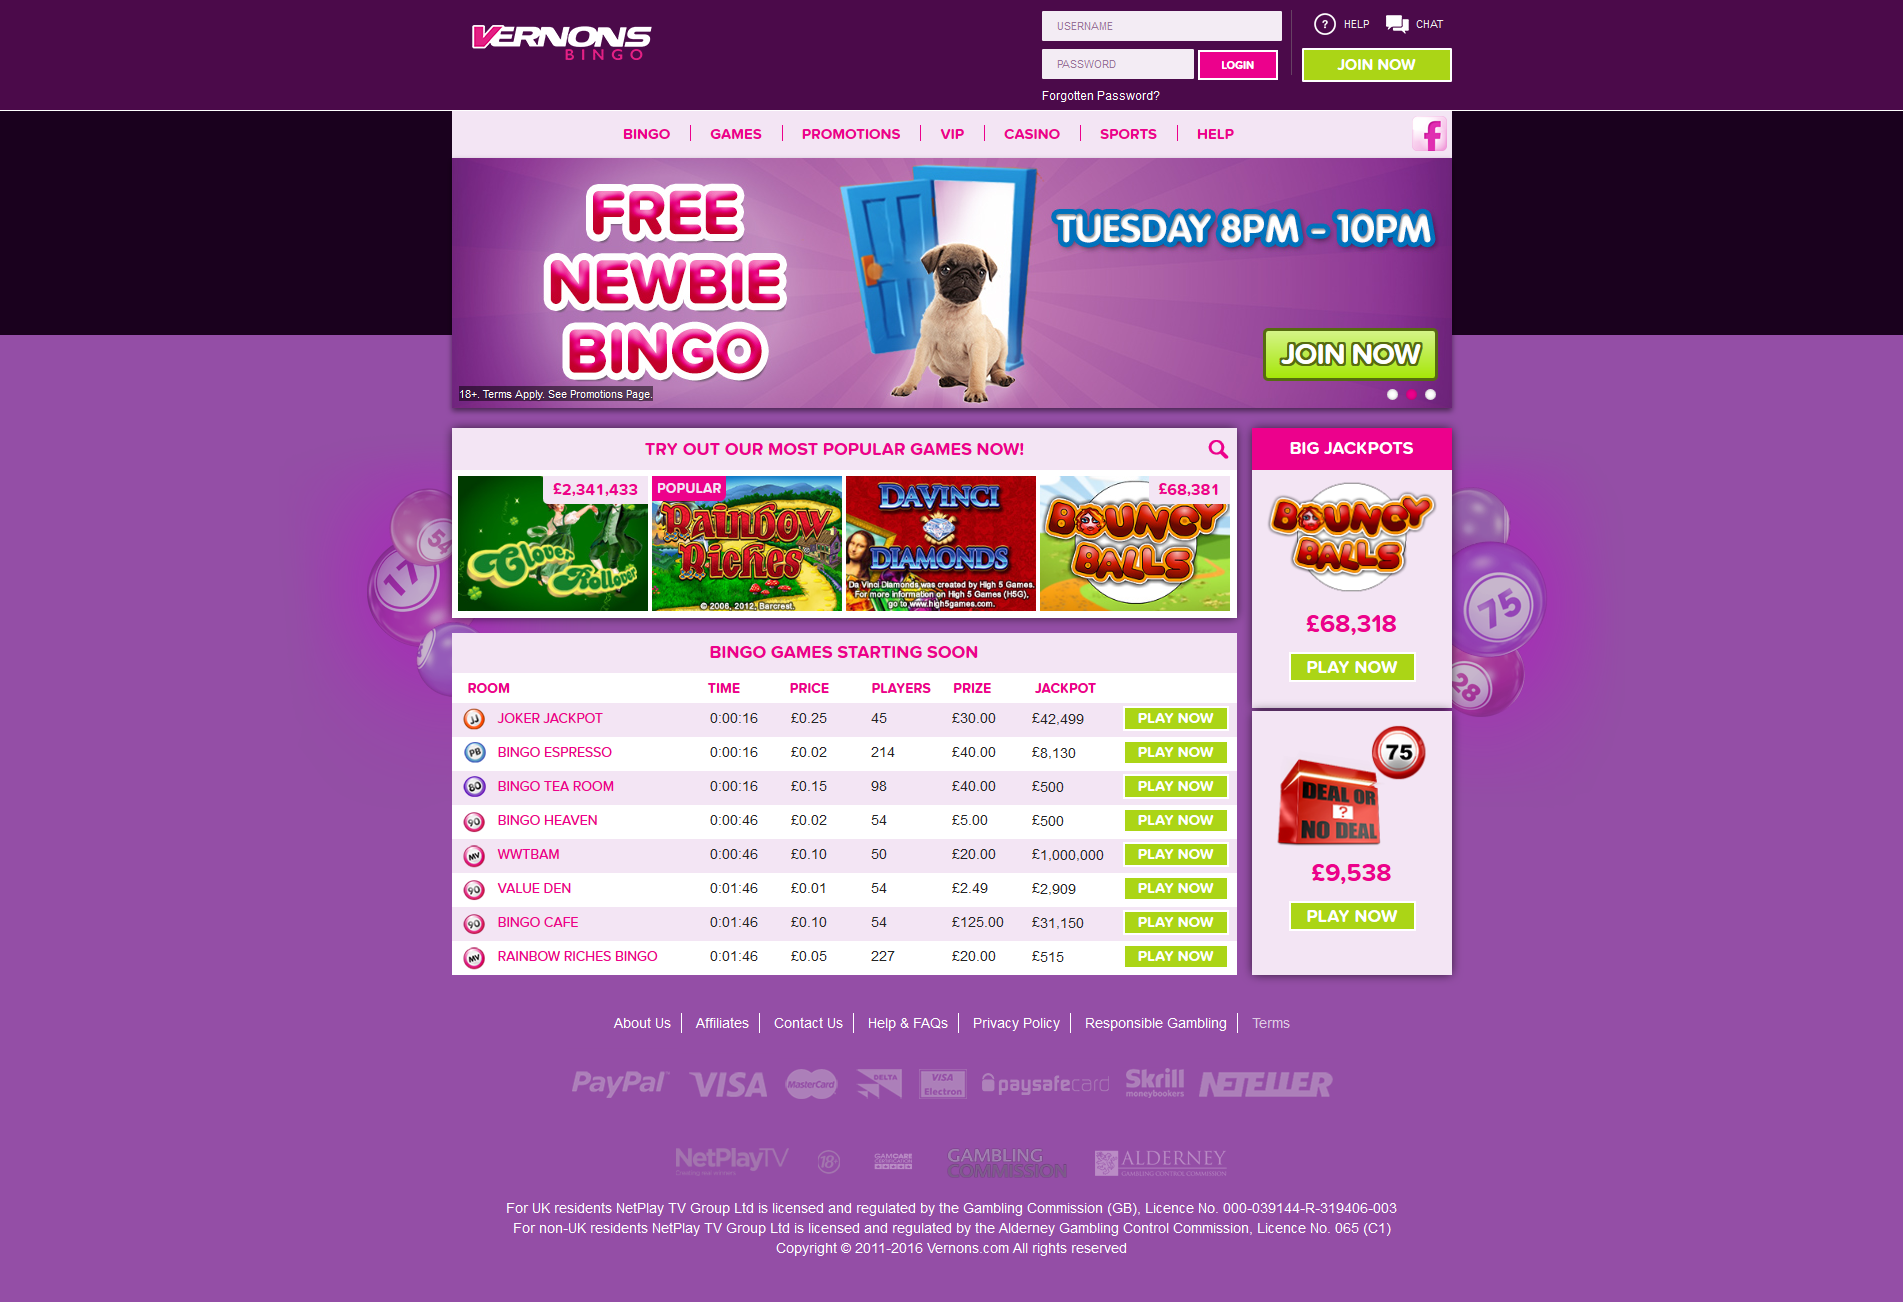 VERNONS
BINGO
USERNAME
PASSWORD
LOGIN
Forgotten Password?
? HELP
CHAT
JOIN NOW
BINGO GAMES PROMOTIONS VIP CASINO SPORTS HELP
f
FREE
NEWBIE
BINGO
TUESDAY 8PM - 10PM
JOIN NOW
18+. Terms Apply. See Promotions Page.
TRY OUT OUR MOST POPULAR GAMES NOW!
£2,341,433
Clover
Rollover
POPULAR
Rainbow
Riches
© 2006, 2012, Barcrest.
DAVINCI
DIAMONDS
Da Vinci Diamonds was created by High 5 Games.
For more information on High 5 Games (H5G),
go to www.high5games.com.
£68,381
BOUNCY
BALLS
BIG JACKPOTS
BOUNCY
BALLS
£68,318
PLAY NOW
75
DEAL OR
?
NO DEAL
£9,538
PLAY NOW
54
17
75
28
BINGO GAMES STARTING SOON
ROOM TIME PRICE PLAYERS PRIZE JACKPOT
JJ JOKER JACKPOT 0:00:16 £0.25 45 £30.00 £42,499 PLAY NOW
PB BINGO ESPRESSO 0:00:16 £0.02 214 £40.00 £8,130 PLAY NOW
80 BINGO TEA ROOM 0:00:16 £0.15 98 £40.00 £500 PLAY NOW
90 BINGO HEAVEN 0:00:46 £0.02 54 £5.00 £500 PLAY NOW
MV WWTBAM 0:00:46 £0.10 50 £20.00 £1,000,000 PLAY NOW
90 VALUE DEN 0:01:46 £0.01 54 £2.49 £2,909 PLAY NOW
90 BINGO CAFE 0:01:46 £0.10 54 £125.00 £31,150 PLAY NOW
MV RAINBOW RICHES BINGO 0:01:46 £0.05 227 £20.00 £515 PLAY NOW
About Us Affiliates Contact Us Help & FAQs Privacy Policy Responsible Gambling Terms
PayPal VISA MasterCard DELTA VISA Electron paysafecard Skrill moneybookers NETELLER
NetPlayTV 18+ GAMCARE CERTIFICATION GAMBLING COMMISSION ALDERNEY GAMBLING CONTROL COMMISSION
For UK residents NetPlay TV Group Ltd is licensed and regulated by the Gambling Commission (GB), Licence No. 000-039144-R-319406-003
For non-UK residents NetPlay TV Group Ltd is licensed and regulated by the Alderney Gambling Control Commission, Licence No. 065 (C1)
Copyright © 2011-2016 Vernons.com All rights reserved